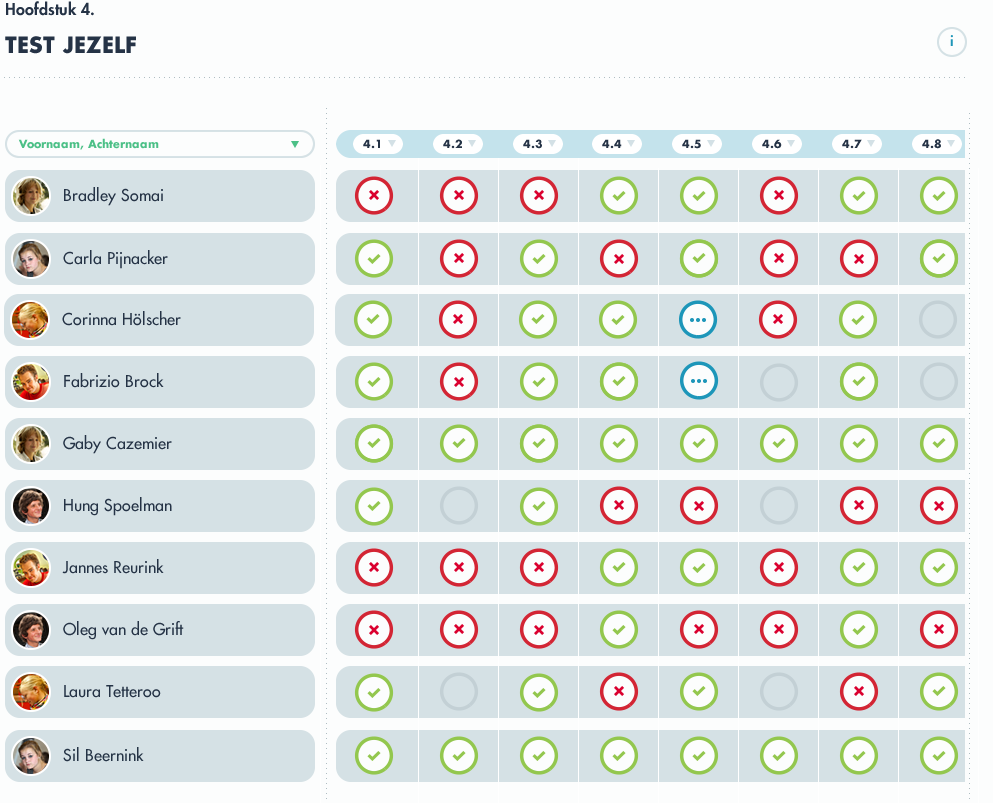 Hoofdstuk 4.
TEST JEZELF
i
Voornaam, Achternaam
4.1 4.2 4.3 4.4 4.5 4.6 4.7 4.8
Bradley Somai
Carla Pijnacker
Corinna Hölscher
Fabrizio Brock
Gaby Cazemier
Hung Spoelman
Jannes Reurink
Oleg van de Grift
Laura Tetteroo
Sil Beernink